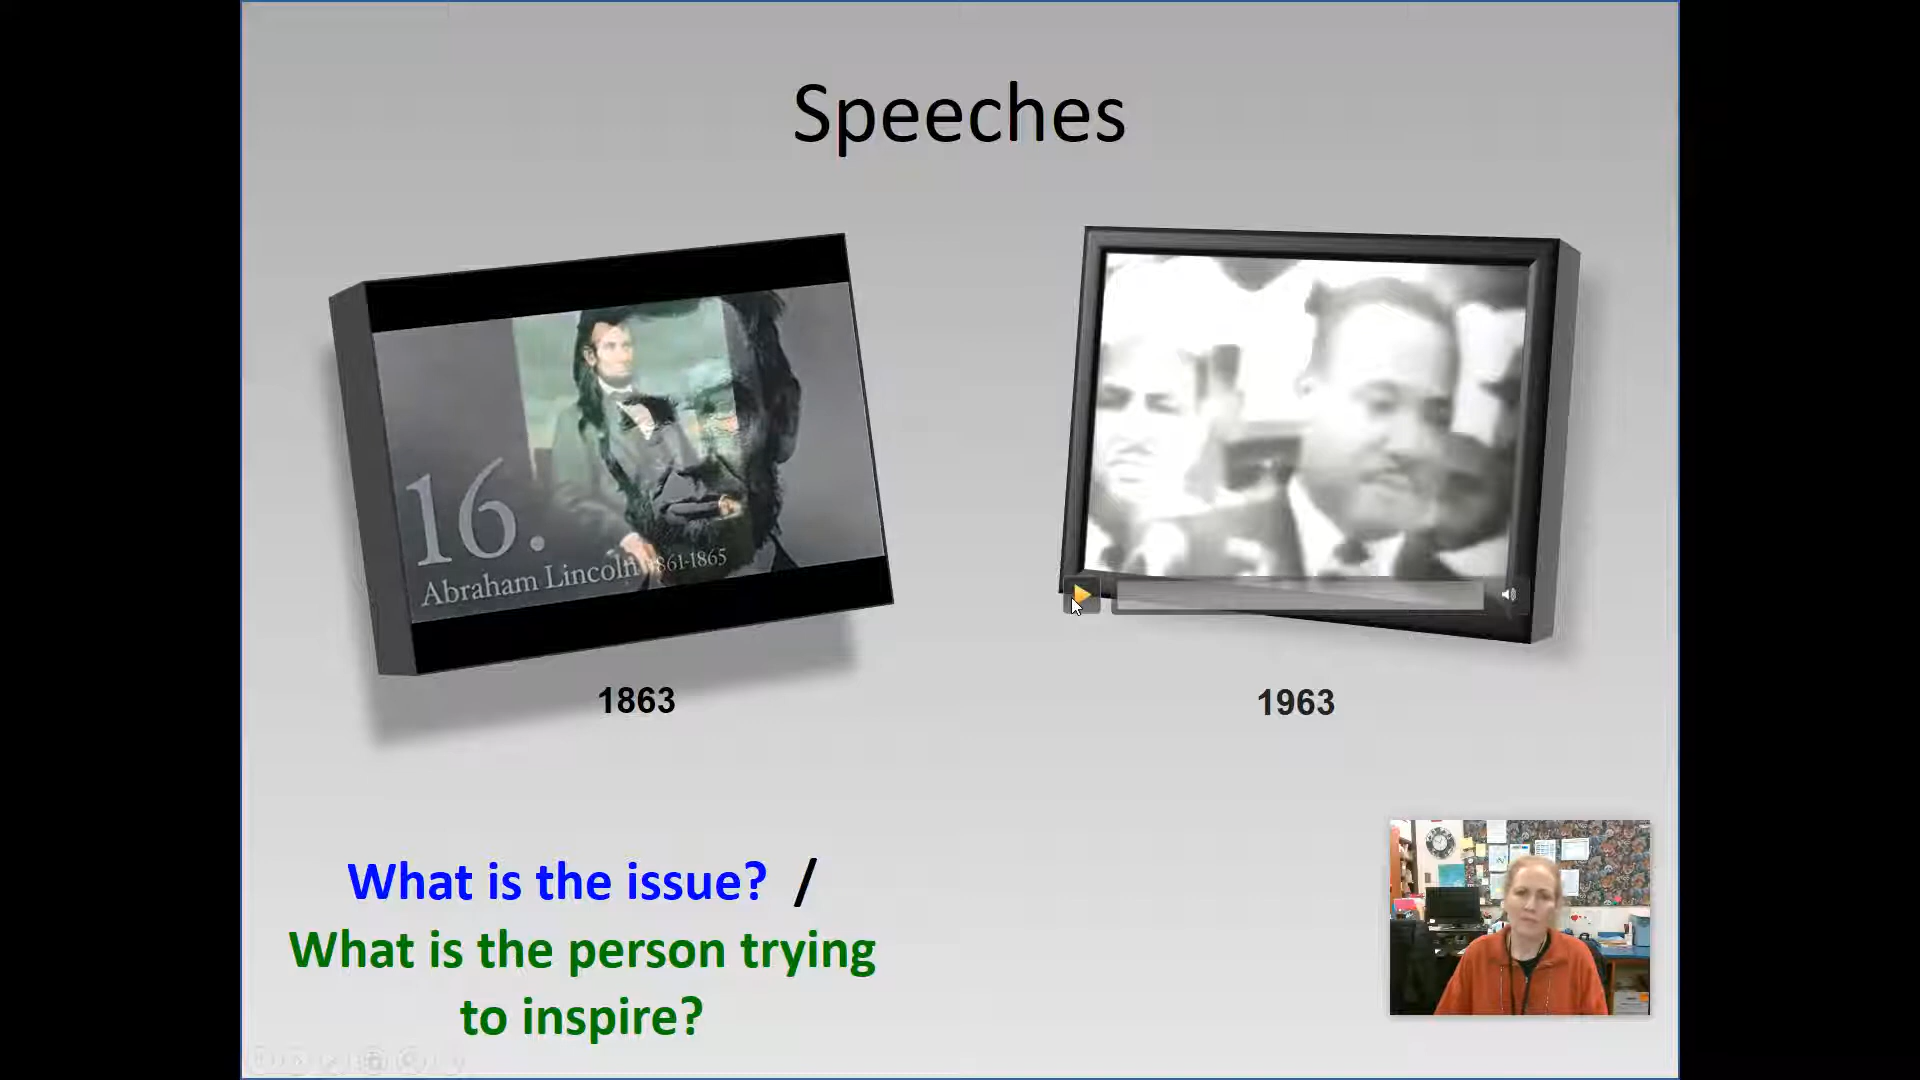 Speeches
16.
Abraham Lincoln 1861-1865
1863
1963
What is the issue? /
What is the person trying
to inspire?